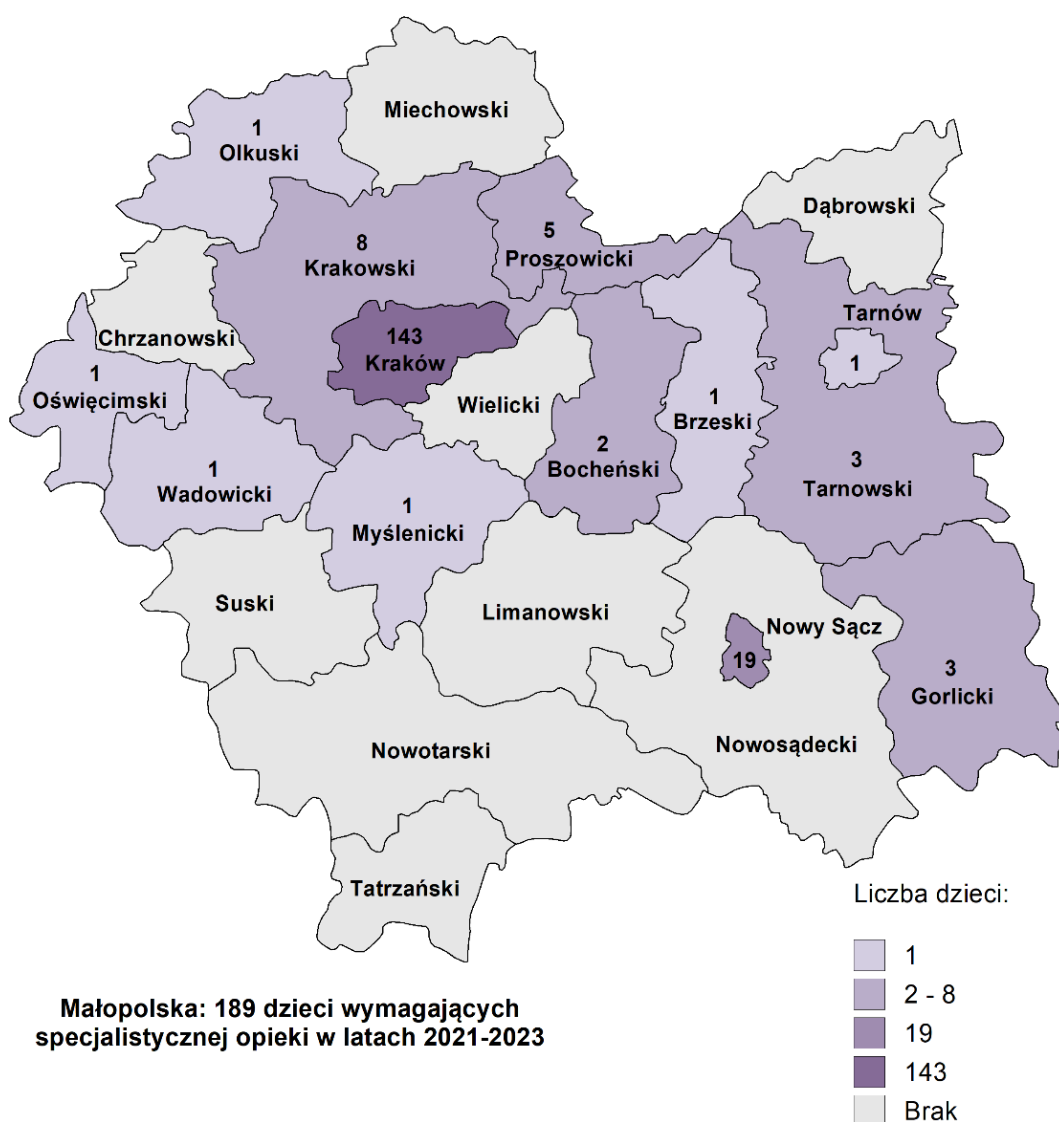 Miechowski
1
Olkuski
Dąbrowski
8
Krakowski
5
Proszowicki
Tarnów
1
Chrzanowski
143
Kraków
1
Oświęcimski
Wielicki
1
Brzeski
2
Bocheński
3
Tarnowski
1
Wadowicki
1
Myślenicki
Suski
Limanowski
Nowy Sącz
19
3
Gorlicki
Nowotarski
Nowosądecki
Tatrzański
Liczba dzieci:
1
2 - 8
19
143
Brak
Małopolska: 189 dzieci wymagających
specjalistycznej opieki w latach 2021-2023